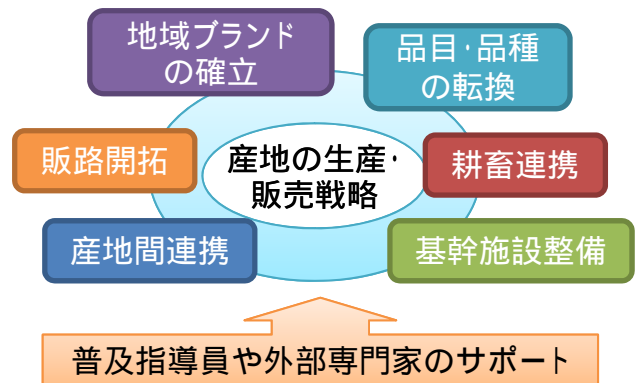 地域ブランド
の確立
品目・品種
の転換
販路開拓
産地の生産・
販売戦略
耕畜連携
産地間連携
基幹施設整備
普及指導員や外部専門家のサポート